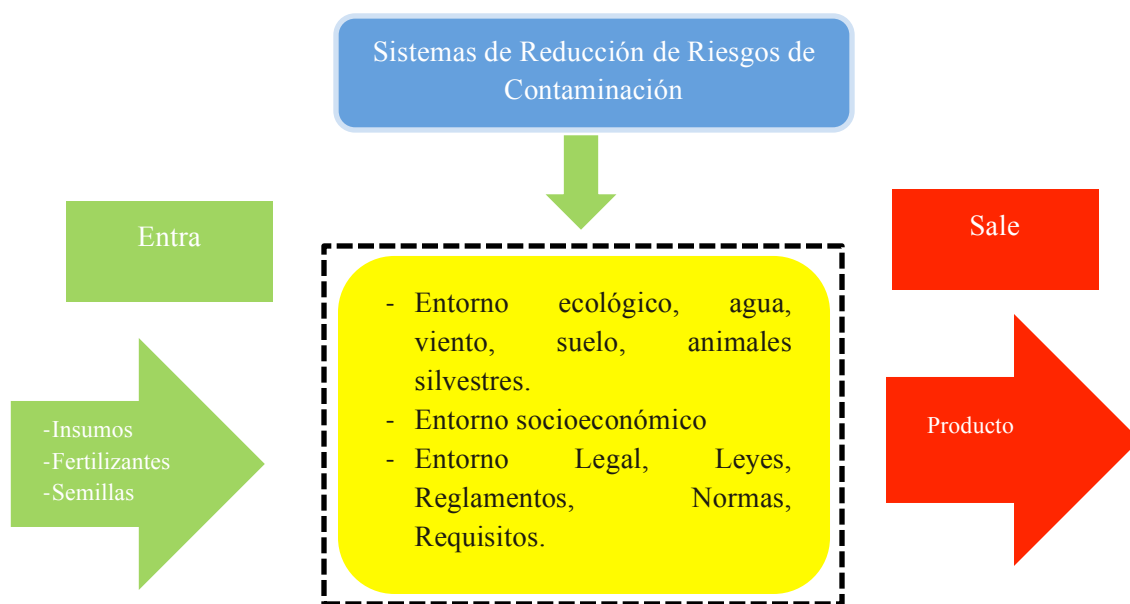 Sistemas de Reducción de Riesgos de
Contaminación
Entra
Sale
- Entorno ecológico, agua,
viento, suelo, animales
silvestres.
- Entorno socioeconómico
- Entorno Legal, Leyes,
Reglamentos, Normas,
Requisitos.
-Insumos
-Fertilizantes
-Semillas
Producto